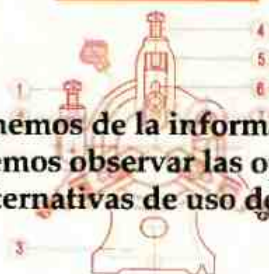 4
5
1
6
nemos de la inform
emos observar las o
ternativas de uso de
3